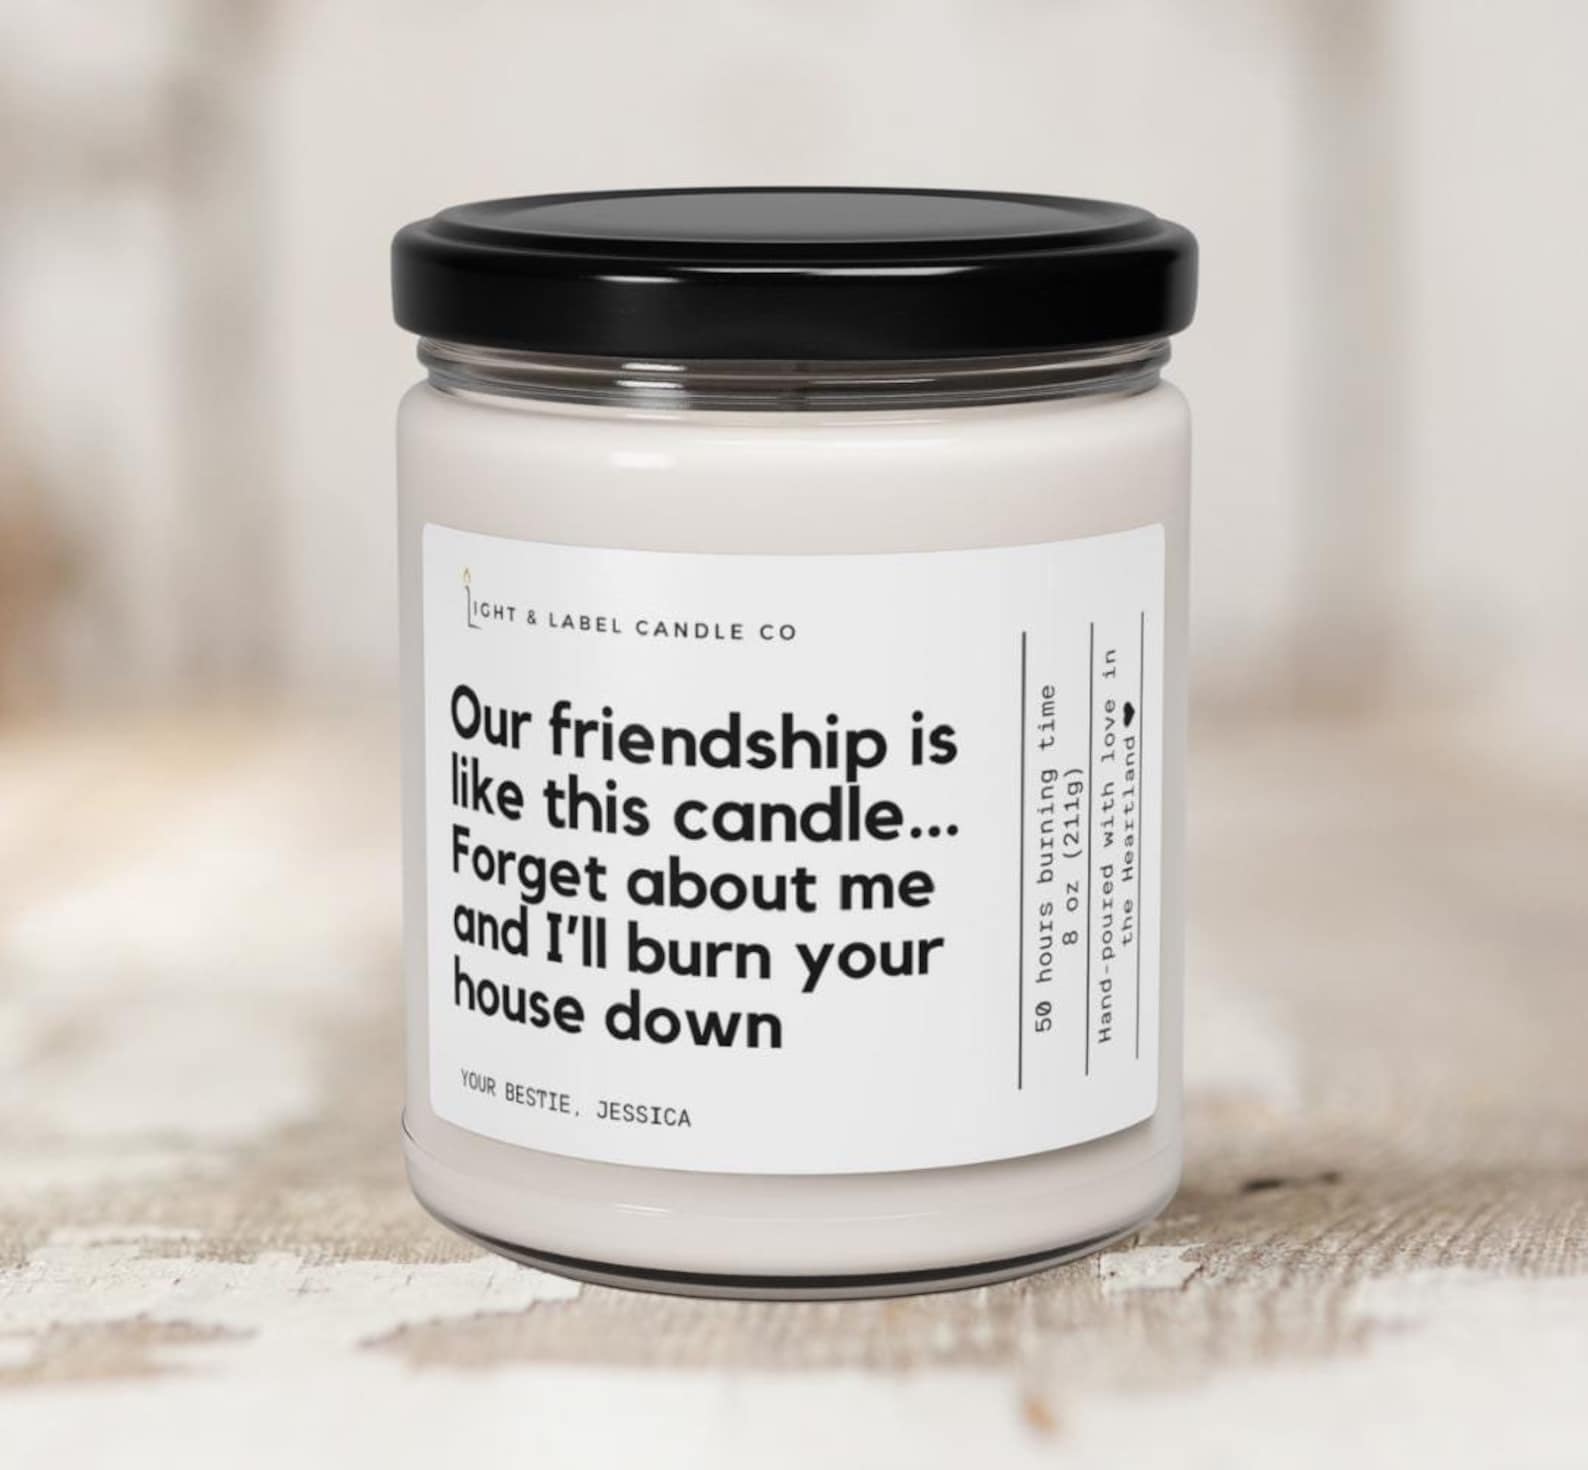 LIGHT & LABEL CANDLE CO
Our friendship is
like this candle...
Forget about me
and I'll burn your
house down
YOUR BESTIE, JESSICA
50 hours burning time
8 oz (211g)
Hand-poured with love in
the Heartland♥